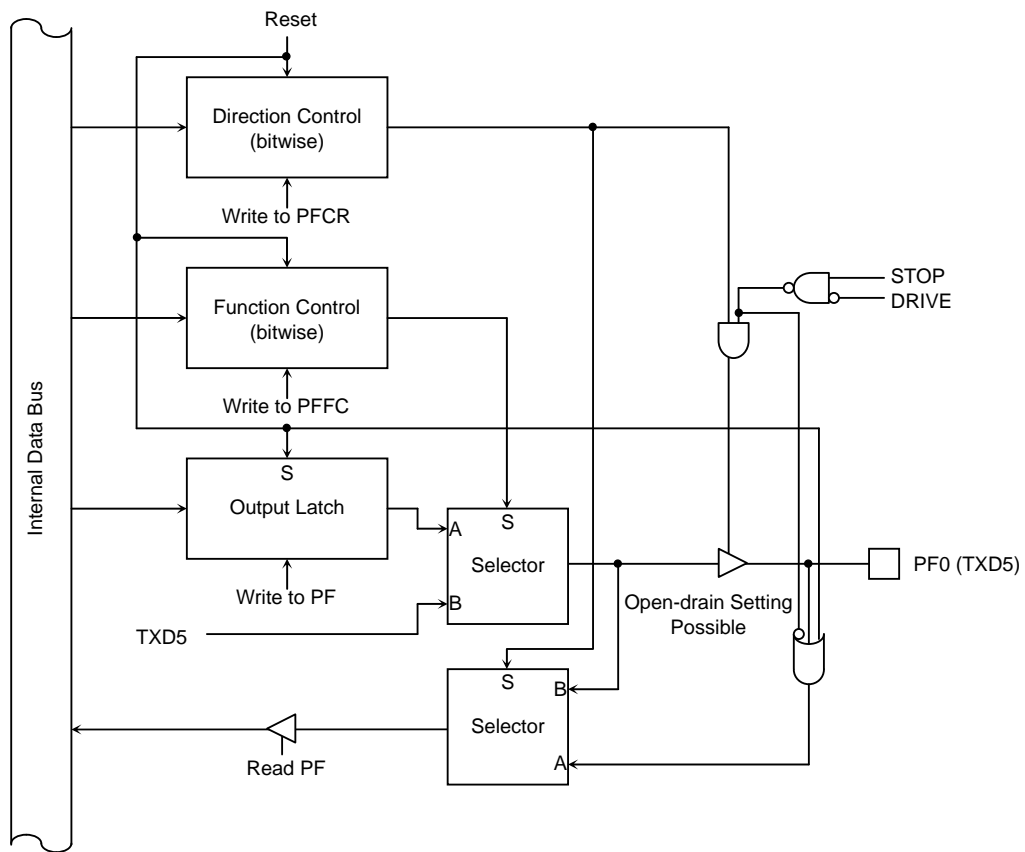 Reset
Direction Control
(bitwise)
Write to PFCR
Function Control
(bitwise)
STOP
DRIVE
Write to PFFC
Internal Data Bus
S
Output Latch
A
S
Selector
B
Write to PF
TXD5
PF0 (TXD5)
Open-drain Setting
Possible
S
B
Selector
A
Read PF